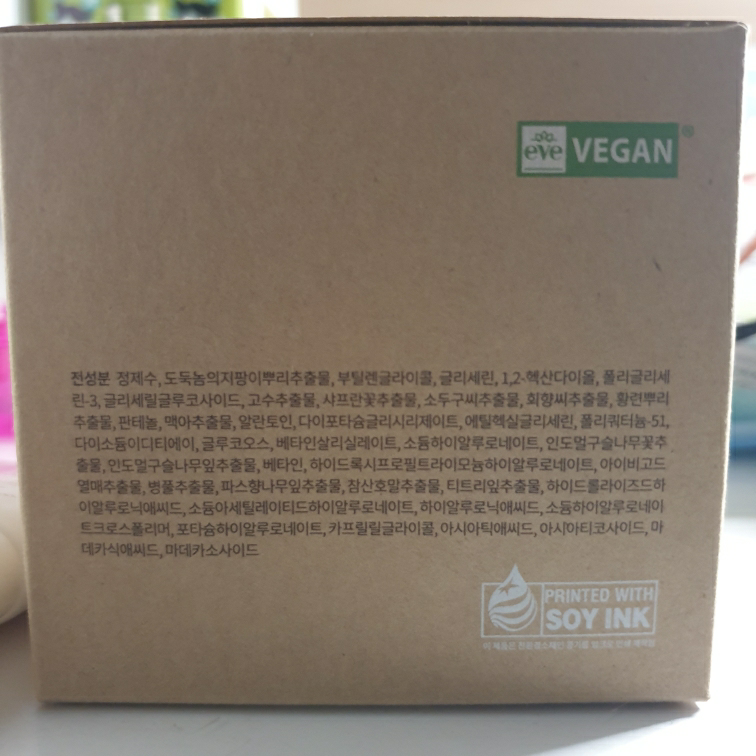 eve VEGAN®
전성분 정제수, 도둑놈의지팡이뿌리추출물, 부틸렌글라이콜, 글리세린, 1,2-헥산다이올, 폴리글리세
린-3, 글리세릴글루코사이드, 고수추출물, 샤프란꽃추출물, 소두구씨추출물, 회향씨추출물, 황련뿌리
추출물, 판테놀, 맥아추출물, 알란토인, 다이포타슘글리시리제이트, 에틸헥실글리세린, 폴리쿼터늄-51,
다이소듐이디티에이, 글루코오스, 베타인살리실레이트, 소듐하이알루로네이트, 인도멀구슬나무꽃추
출물, 인도멀구슬나무잎추출물, 베타인, 하이드록시프로필트라이모늄하이알루로네이트, 아이비고드
열매추출물, 병풀추출물, 파스향나무잎추출물, 참산호말추출물, 티트리잎추출물, 하이드롤라이즈드하
이알루로닉애씨드, 소듐아세틸레이티드하이알루로네이트, 하이알루로닉애씨드, 소듐하이알루로네이
트크로스폴리머, 포타슘하이알루로네이트, 카프릴릴글라이콜, 아시아틱애씨드, 아시아티코사이드, 마
데카식애씨드, 마데카소사이드
PRINTED WITH
SOY INK